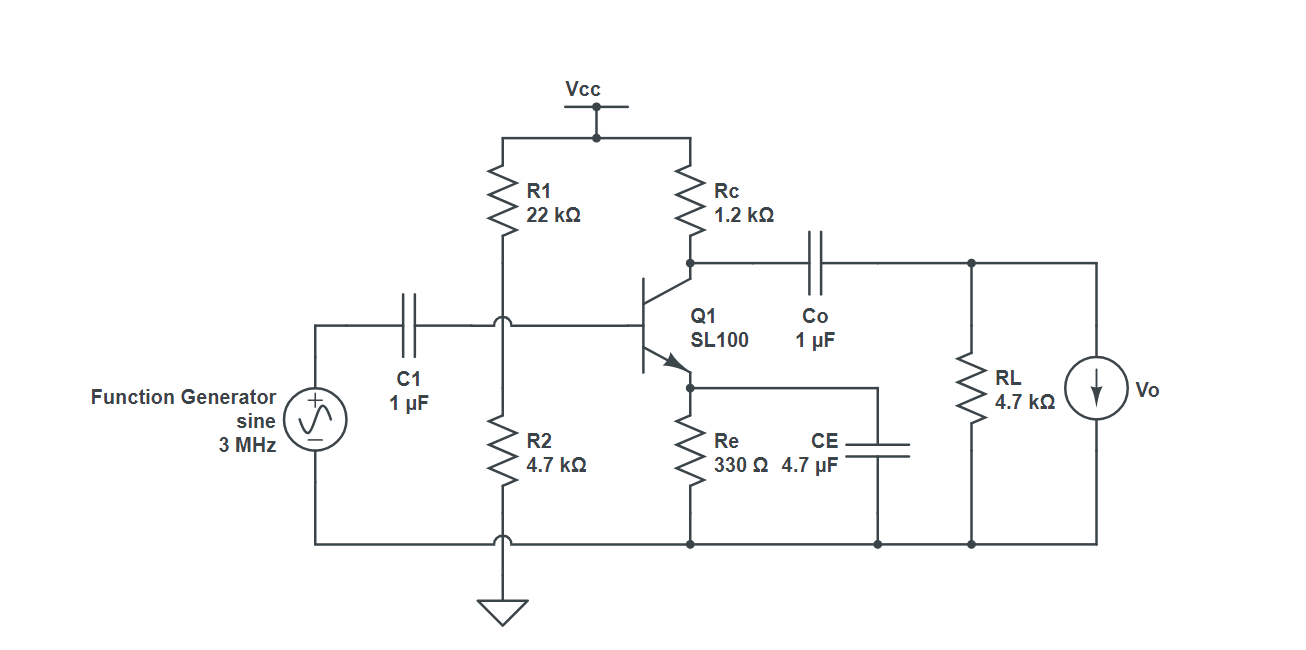 Vcc
R1
22 kΩ
Rc
1.2 kΩ
Q1
SL100
Co
1 µF
C1
1 µF
Function Generator
sine
3 MHz
RL
4.7 kΩ
Vo
R2
4.7 kΩ
Re
330 Ω
CE
4.7 µF